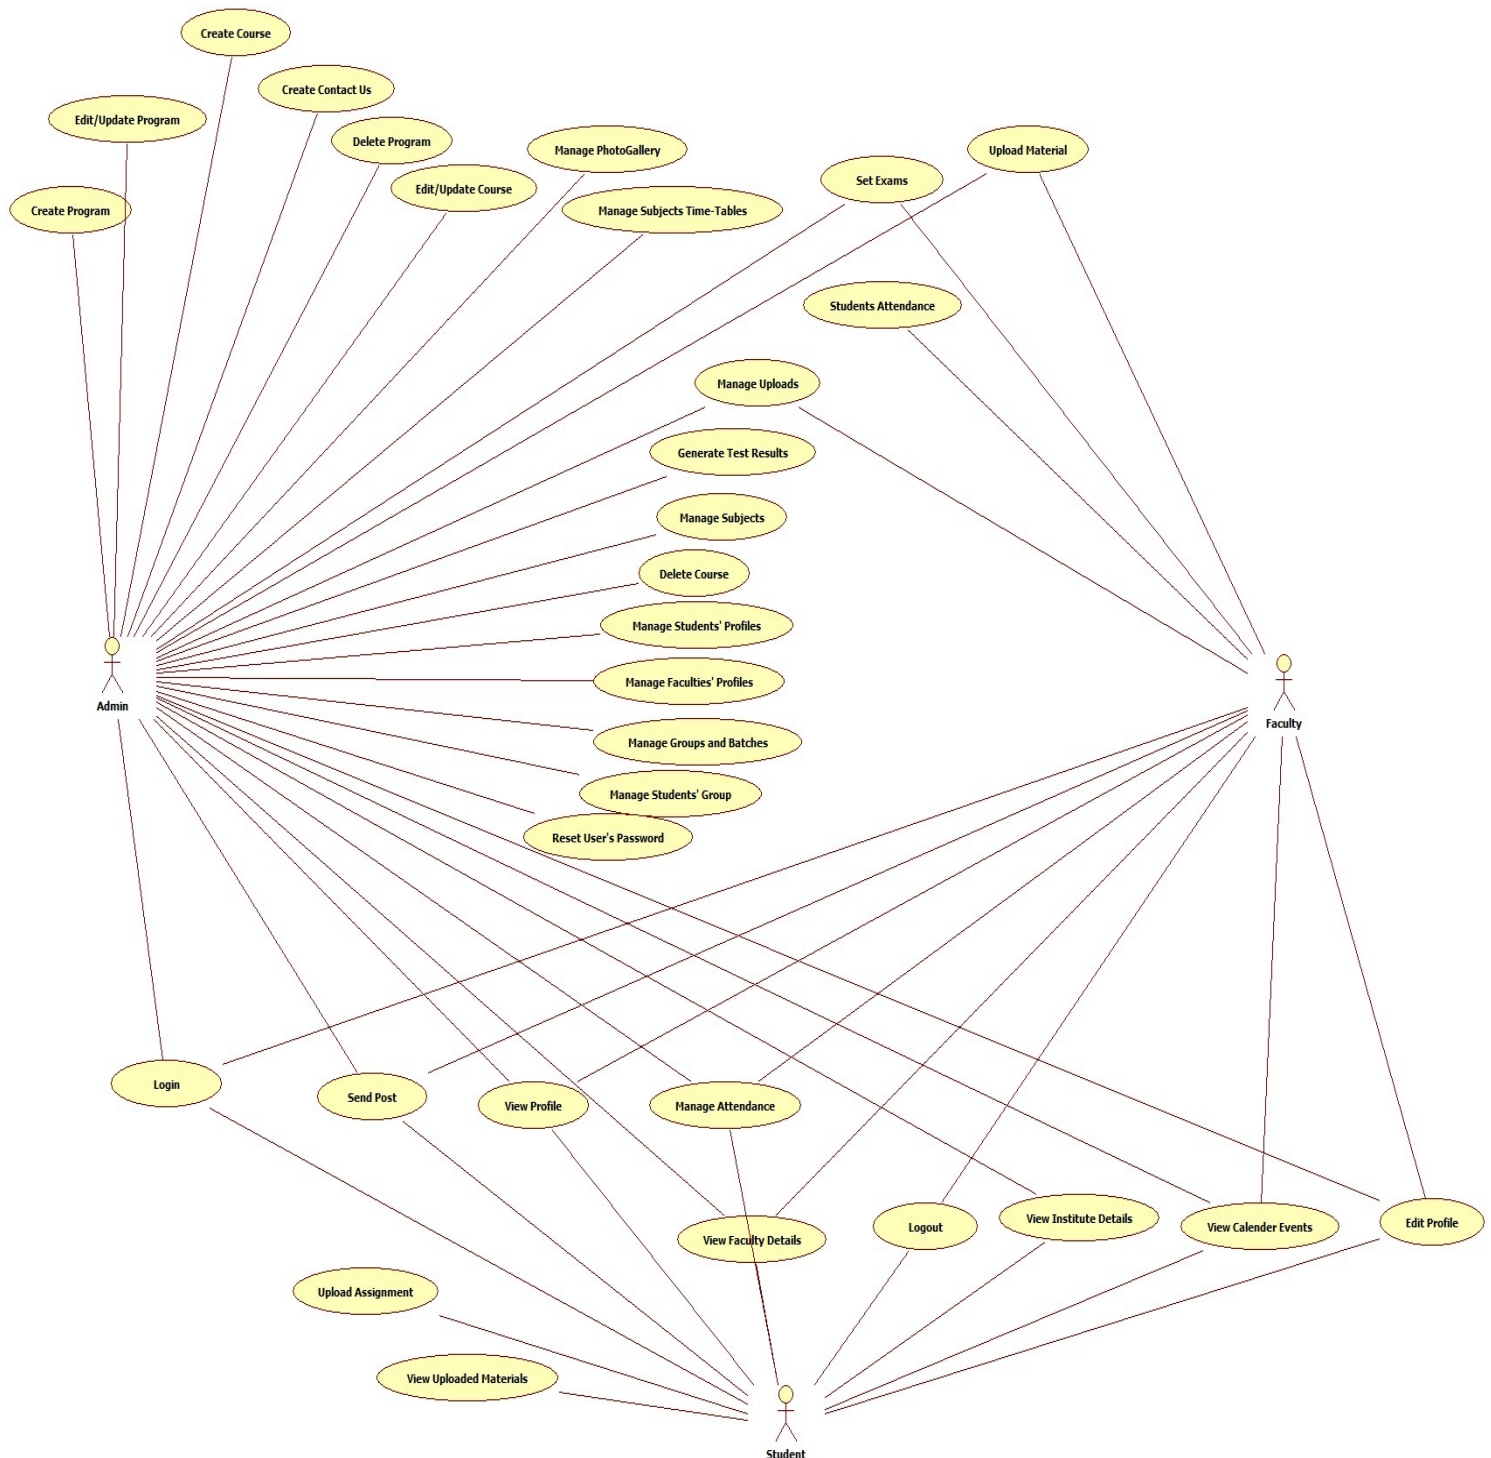 Create Course
Create Contact Us
Edit/Update Program
Delete Program
Manage PhotoGallery
Upload Material
Set Exams
Edit/Update Course
Create Program
Manage Subjects Time-Tables
Students Attendance
Manage Uploads
Generate Test Results
Manage Subjects
Delete Course
Manage Students' Profiles
Manage Faculties' Profiles
Admin
Faculty
Manage Groups and Batches
Manage Students' Group
Reset User's Password
Login
Send Post
View Profile
Manage Attendance
View Faculty Details
Logout
View Institute Details
View Calender Events
Edit Profile
Upload Assignment
View Uploaded Materials
Student